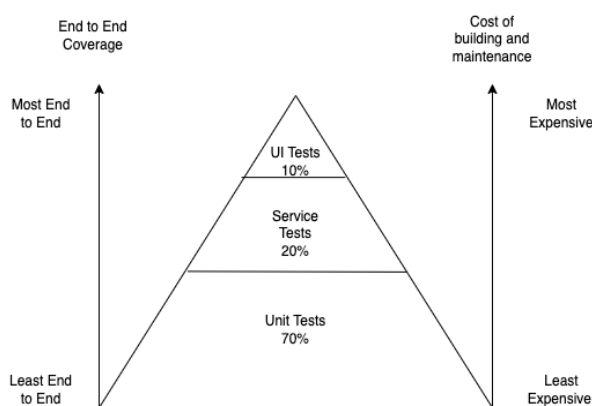 End to End
Coverage
Cost of
building and
maintenance
Most End
to End
Most
Expensive
UI Tests
10%
Service
Tests
20%
Unit Tests
70%
Least End
to End
Least
Expensive